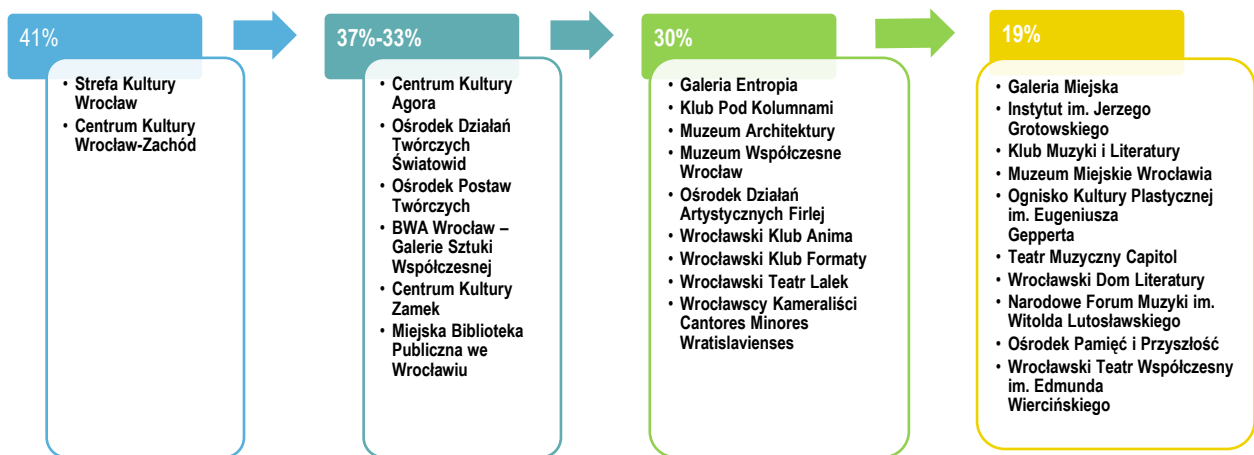 41%
• Strefa Kultury
Wrocław
• Centrum Kultury
Wrocław-Zachód
37%-33%
• Centrum Kultury
Agora
• Ośrodek Działań
Twórczych
Światowid
• Ośrodek Postaw
Twórczych
• BWA Wrocław –
Galerie Sztuki
Współczesnej
• Centrum Kultury
Zamek
• Miejska Biblioteka
Publiczna we
Wrocławiu
30%
• Galeria Entropia
• Klub Pod Kolumnami
• Muzeum Architektury
• Muzeum Współczesne
Wrocław
• Ośrodek Działań
Artystycznych Firlej
• Wrocławski Klub Anima
• Wrocławski Klub Formaty
• Wrocławski Teatr Lalek
• Wrocławscy Kameraliści
Cantores Minores
Wratislavienses
19%
• Galeria Miejska
• Instytut im. Jerzego
Grotowskiego
• Klub Muzyki i Literatury
• Muzeum Miejskie Wrocławia
• Ognisko Kultury Plastycznej
im. Eugeniusza
Gepperta
• Teatr Muzyczny Capitol
• Wrocławski Dom Literatury
• Narodowe Forum Muzyki im.
Witolda Lutosławskiego
• Ośrodek Pamięć i Przyszłość
• Wrocławski Teatr Współczesny
im. Edmunda
Wiercińskiego